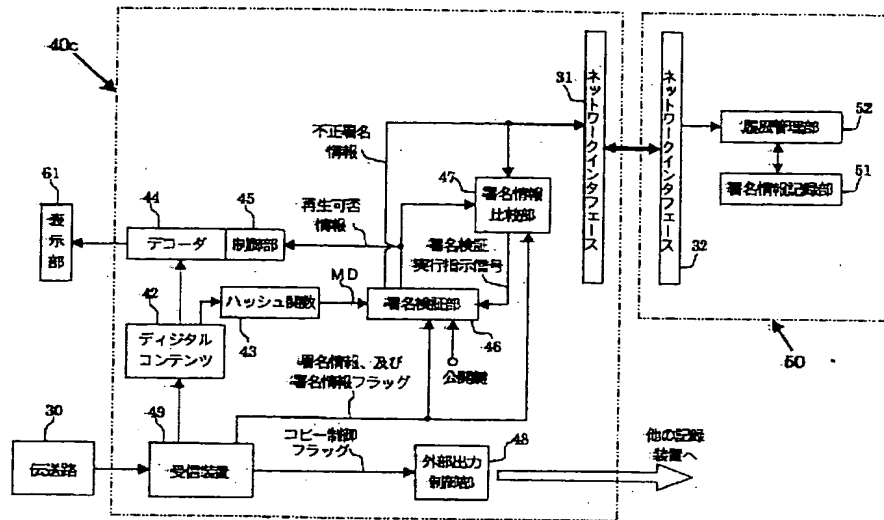 40c
31
ネットワークインタフェース
不正署名
情報
47
署名情報
比較部
履歴管理部
52
署名情報記録部
51
ネットワークインタフェース
32
61
表示部
44
45
デコーダ
制御部
再生可否
情報
署名検証
実行指示信号
MD
42
ハッシュ関数
43
署名検証部
46
ディジタル
コンテンツ
署名情報、及び
署名情報フラッグ
公開鍵
50
30
49
コピー制御
フラッグ
48
伝送路
受信装置
外部出力
制御部
他の記録
装置へ